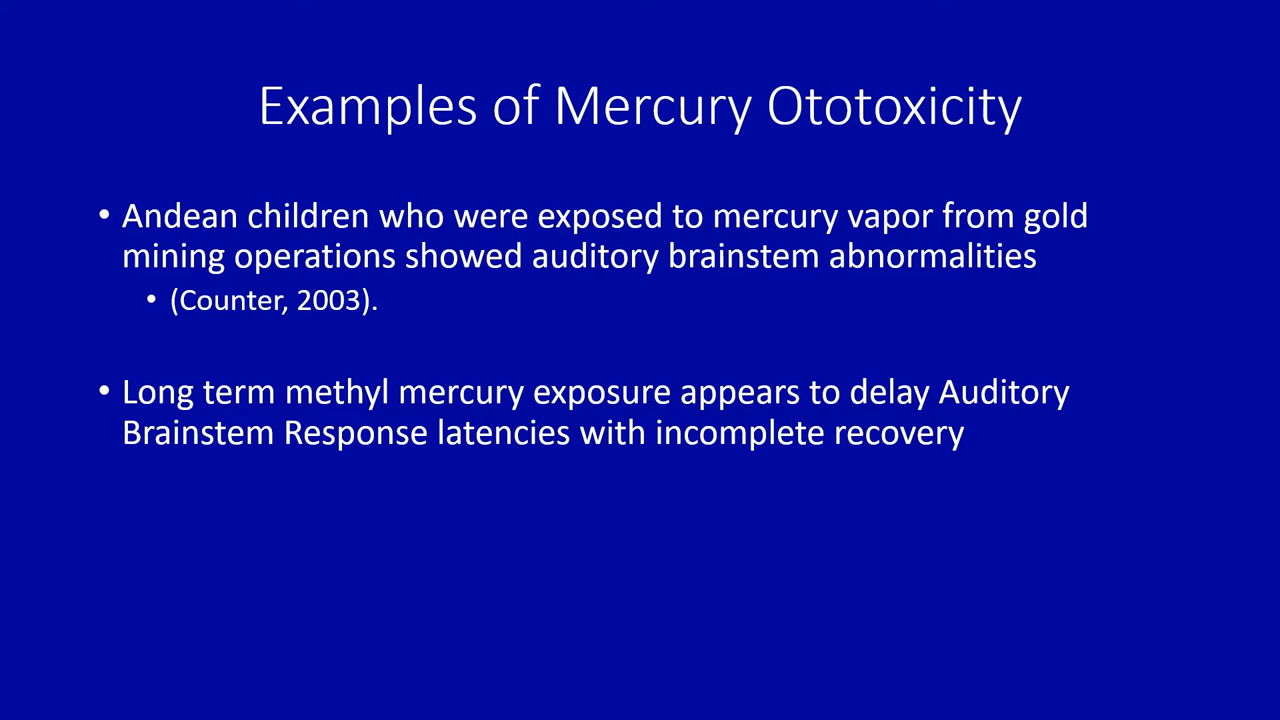 Examples of Mercury Ototoxicity
• Andean children who were exposed to mercury vapor from gold
mining operations showed auditory brainstem abnormalities
• (Counter, 2003).
• Long term methyl mercury exposure appears to delay Auditory
Brainstem Response latencies with incomplete recovery